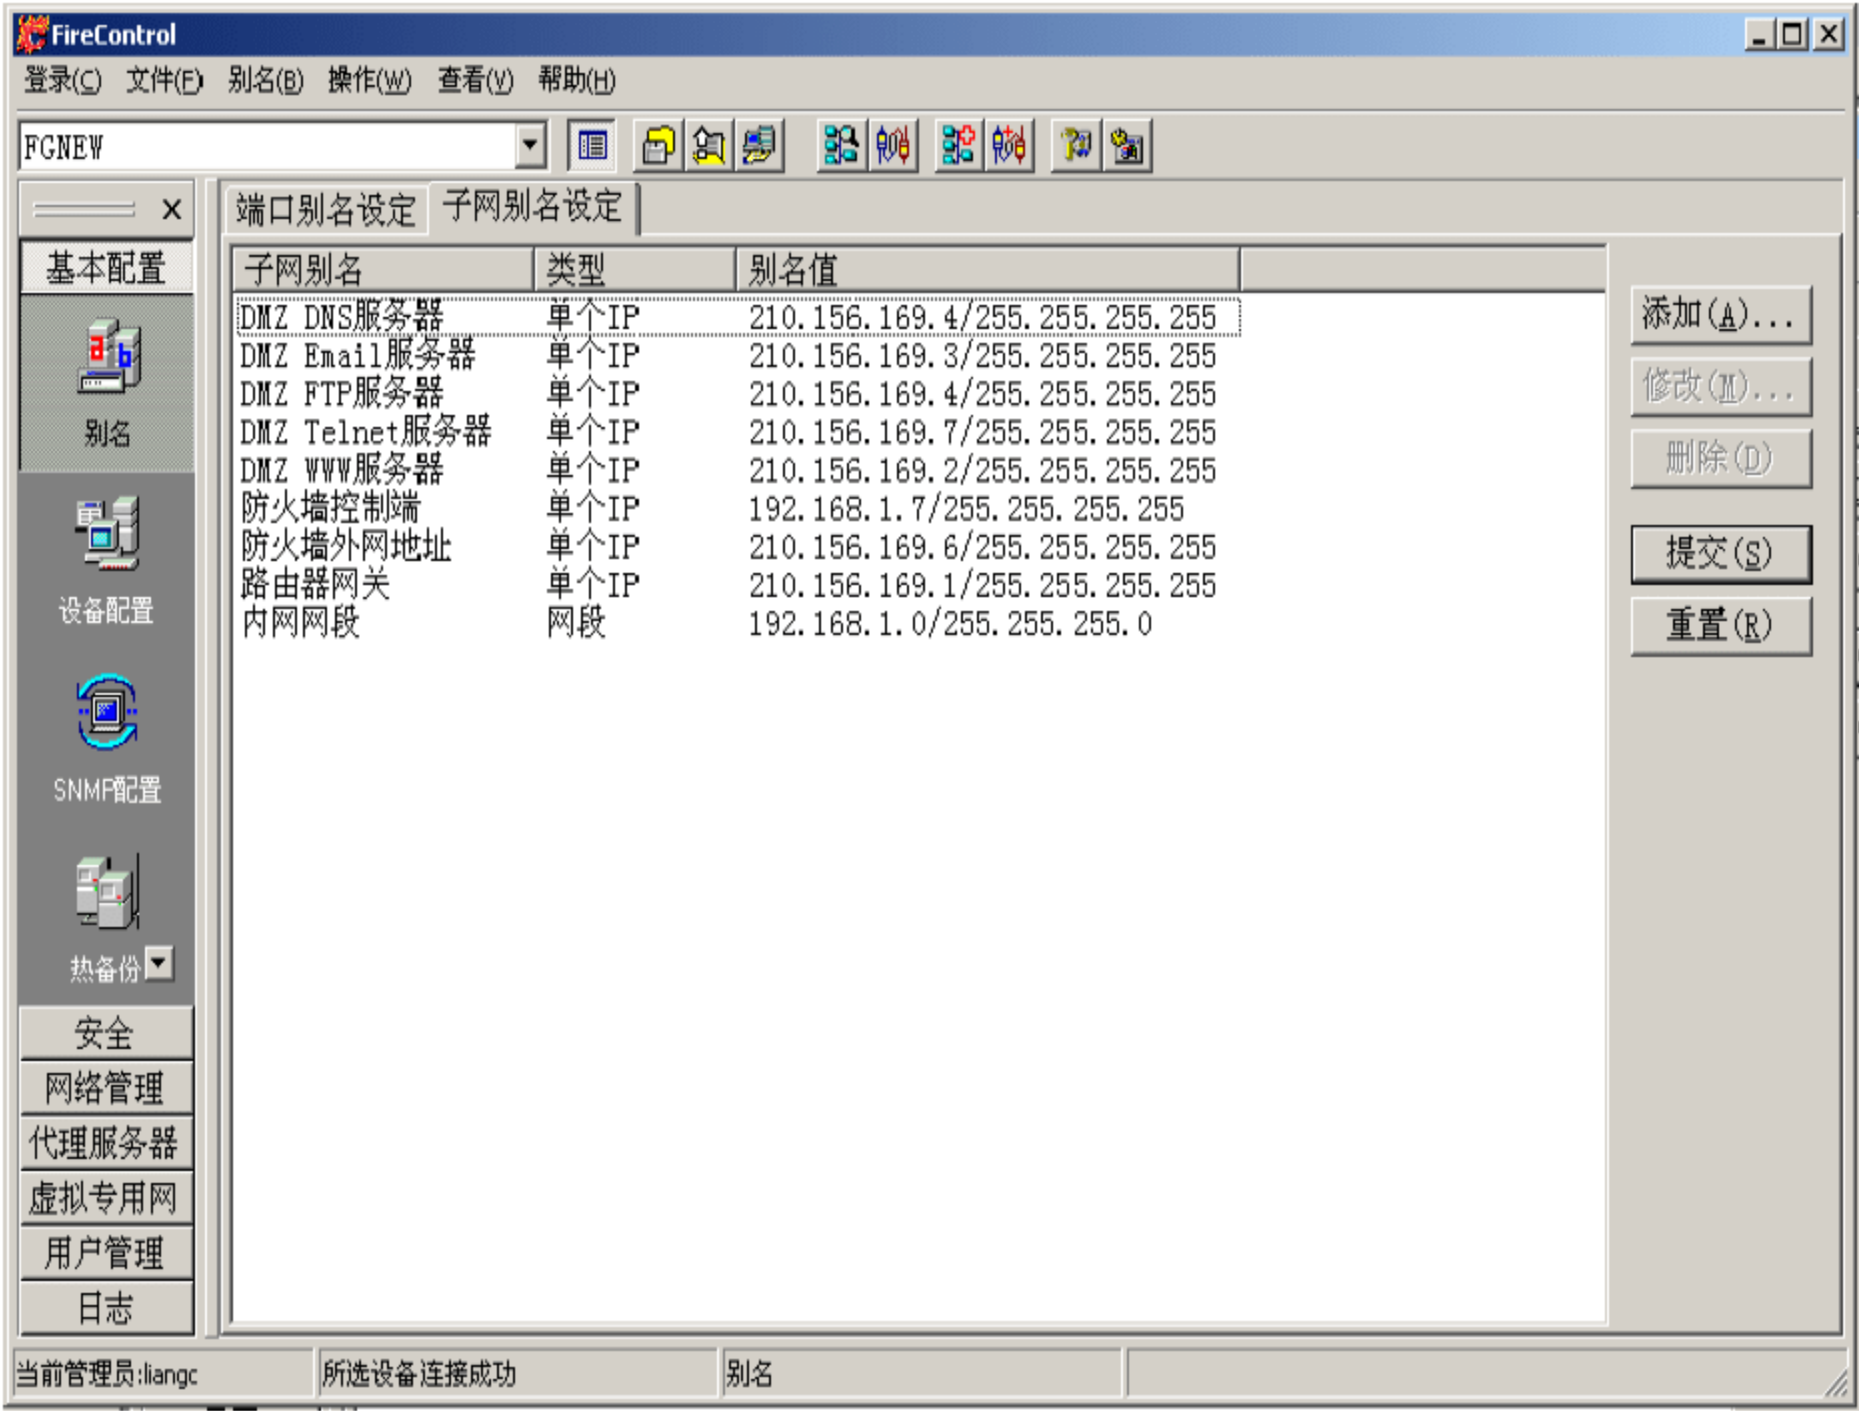 FireControl
登录(C) 文件(F) 别名(B) 操作(W) 查看(V) 帮助(H)
FGNEW
端口别名设定 子网别名设定
基本配置
别名
设备配置
SNMP配置
热备份
安全
网络管理
代理服务器
虚拟专用网
用户管理
日志
子网别名 类型 别名值
DMZ DNS服务器 单个IP 210.156.169.4/255.255.255.255
DMZ Email服务器 单个IP 210.156.169.3/255.255.255.255
DMZ FTP服务器 单个IP 210.156.169.4/255.255.255.255
DMZ Telnet服务器 单个IP 210.156.169.7/255.255.255.255
DMZ WWW服务器 单个IP 210.156.169.2/255.255.255.255
防火墙控制端 单个IP 192.168.1.7/255.255.255.255
防火墙外网地址 单个IP 210.156.169.6/255.255.255.255
路由器网关 单个IP 210.156.169.1/255.255.255.255
内网网段 网段 192.168.1.0/255.255.255.0
添加(A)...
修改(M)...
删除(D)
提交(S)
重置(R)
当前管理员:liangc 所选设备连接成功 别名